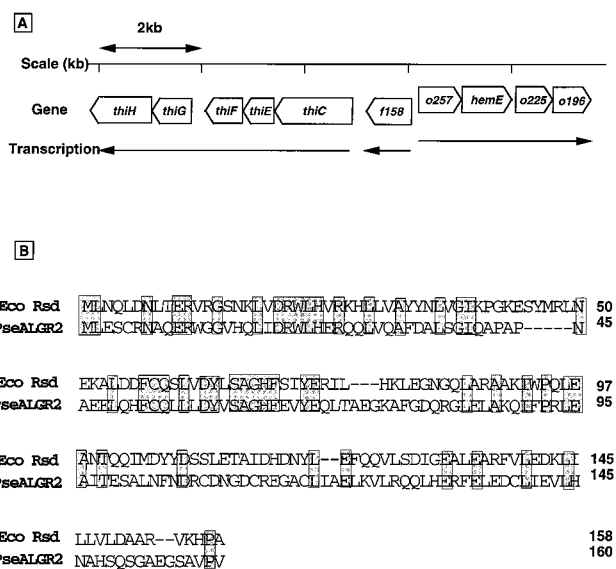 A
2kb
Scale (kb)
Gene
thiH thiG thiF thiE thiC f158 o257 hemE o225 o196
Transcription
B
Eco Rsd MLNQLDNLTERVRGSNKLVDRWLHVRKHLLVAYYNLVGIKPGKESYMRLN 50
PseALGR2 MLESCRNAQERWGGVHQLIDRWLHERQQLVQAFDALSGIQAPAP-----N 45
Eco Rsd EKALDDFCQSLVDYLSAGHFSIYERIL---HKLEGNGQLARAAKIWPQLE 97
PseALGR2 AEELQHFCQLLLDYVSAGHFEVYEQLTAEGKAFGDQRGLELAKQIFPRLE 95
Eco Rsd ANTQQIMDYYDSSLETAIDHDNYL--EFQQVLSDIGEALEARFVLEDKLI 145
PseALGR2 AITESALNFNDRCDNGDCREGACLIAELKVLRQQLHERFELEDCLIEVLH 145
Eco Rsd LLVLDAAR--VKHPA 158
PseALGR2 NAHSQSGAEGSAVPV 160